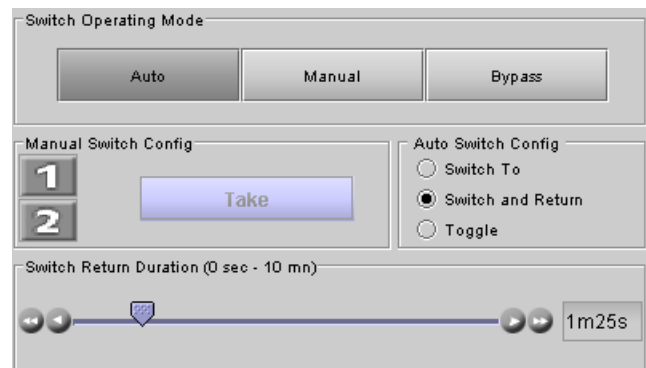 Switch Operating Mode
Auto Manual Bypass
Manual Switch Config
1
Take
2
Auto Switch Config
Switch To
Switch and Return
Toggle
Switch Return Duration (0 sec - 10 mn)
1m25s